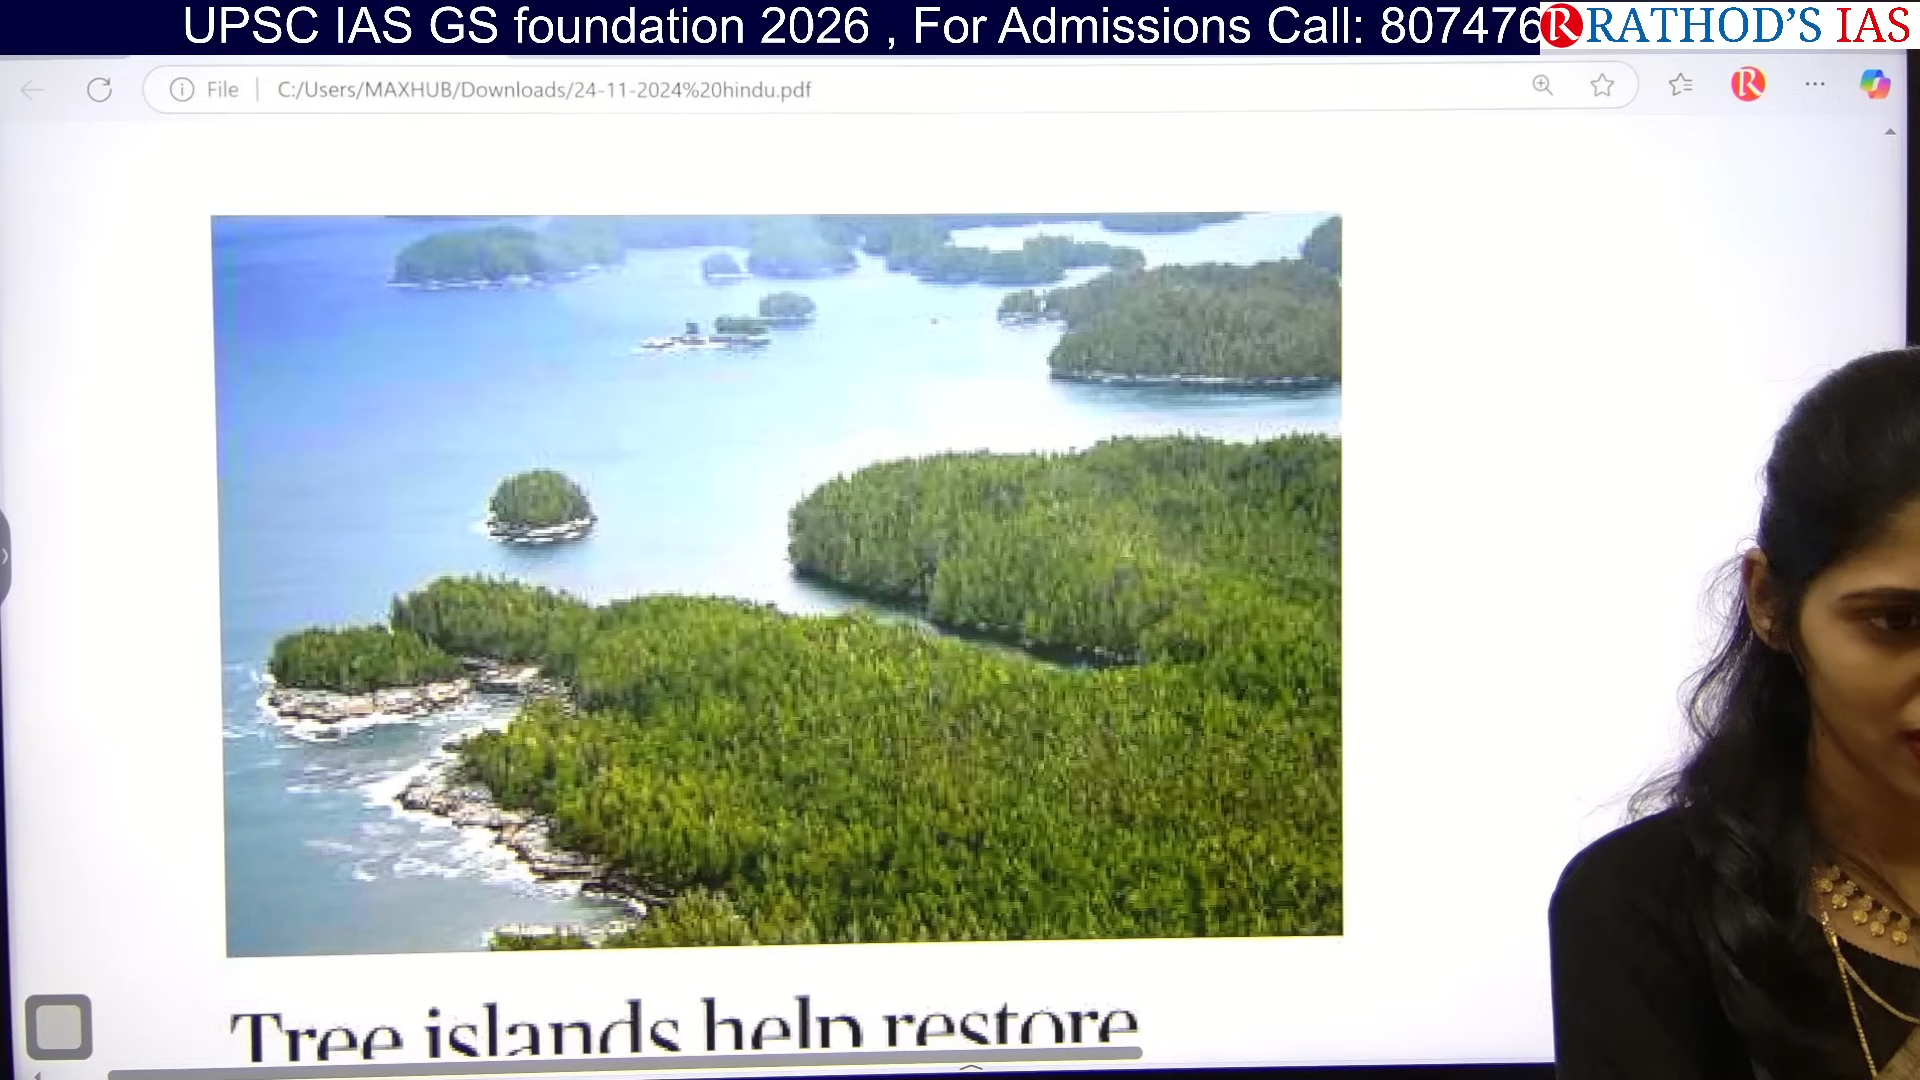 UPSC IAS GS foundation 2026 , For Admissions Call: 807476
R RATHOD'S IAS
File
C:/Users/MAXHUB/Downloads/24-11-2024%20hindu.pdf
R
Tree islands help restore